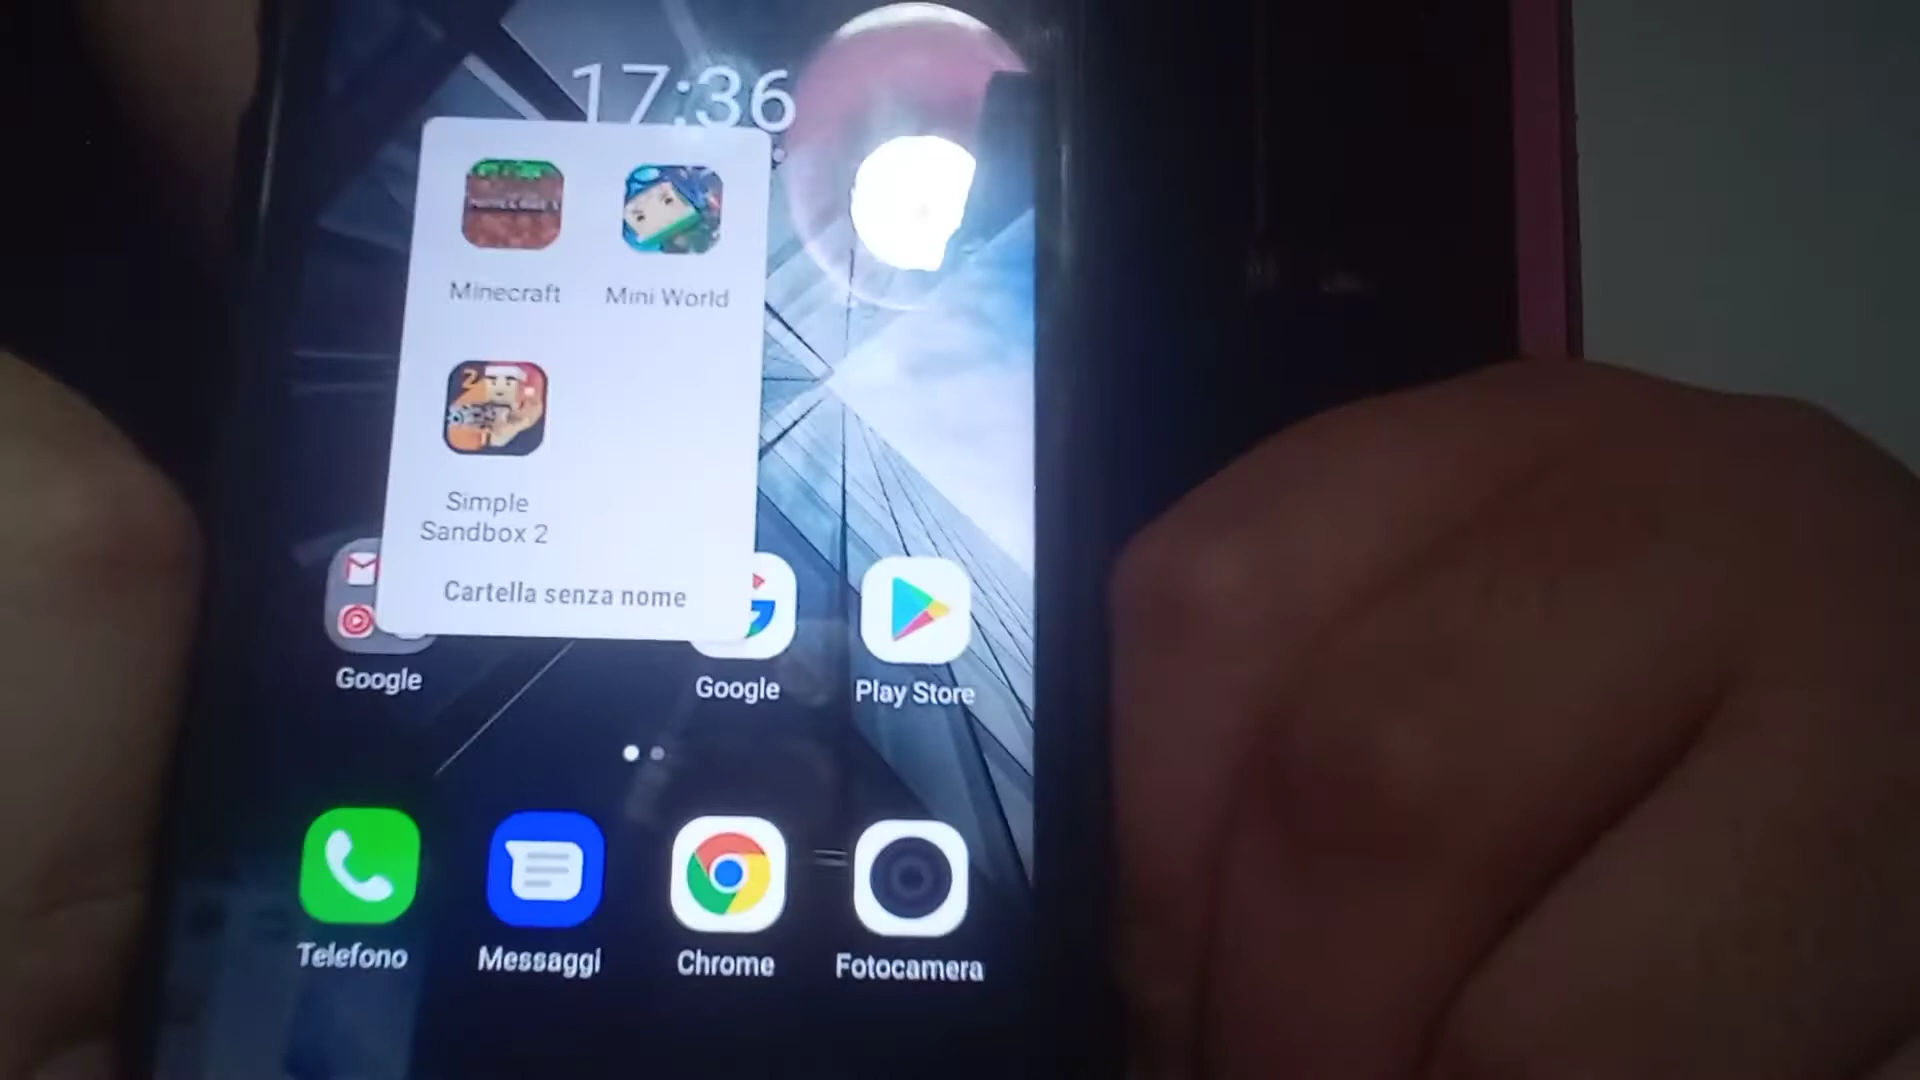 17:36
Minecraft
Mini World
2
Simple
Sandbox 2
Cartella senza nome
Google
Google
Play Store
Telefono
Messaggi
Chrome
Fotocamera